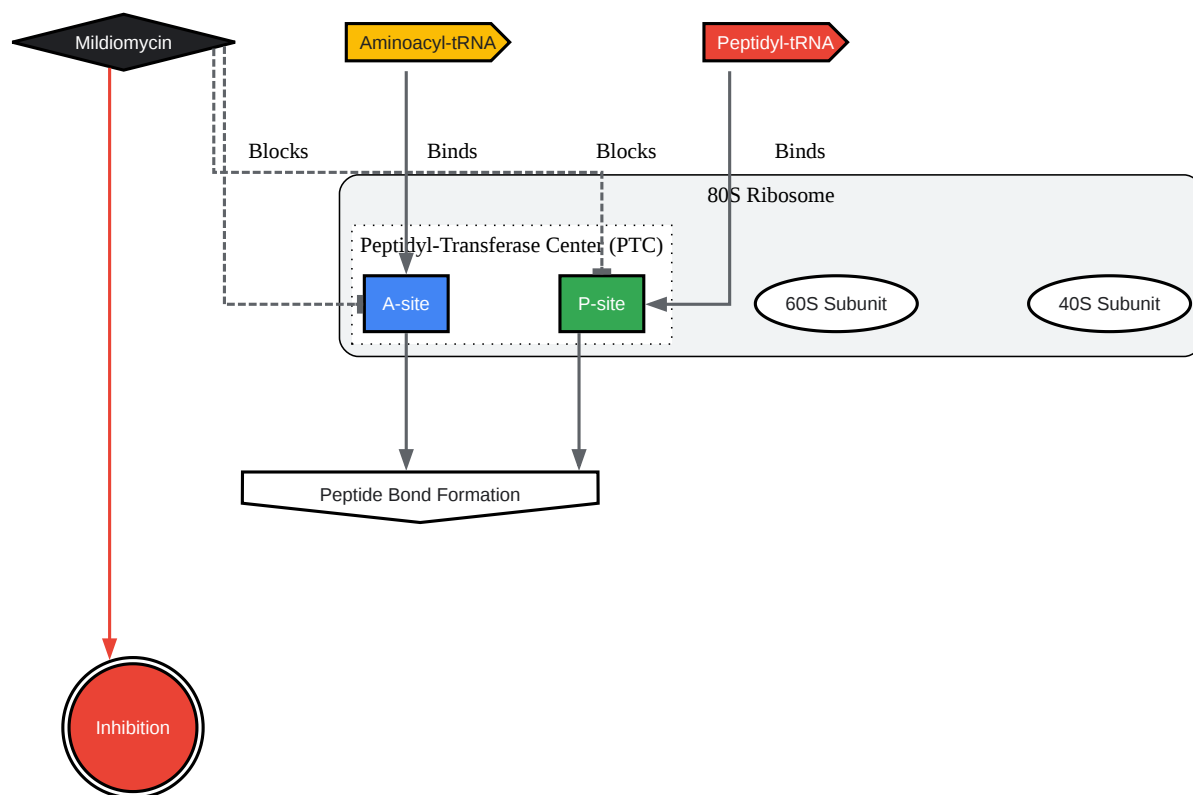 Mildiomycin
Aminoacyl-tRNA
Peptidyl-tRNA
Blocks
Binds
Blocks
Binds
80S Ribosome
Peptidyl-Transferase Center (PTC)
A-site
P-site
60S Subunit
40S Subunit
Peptide Bond Formation
Inhibition